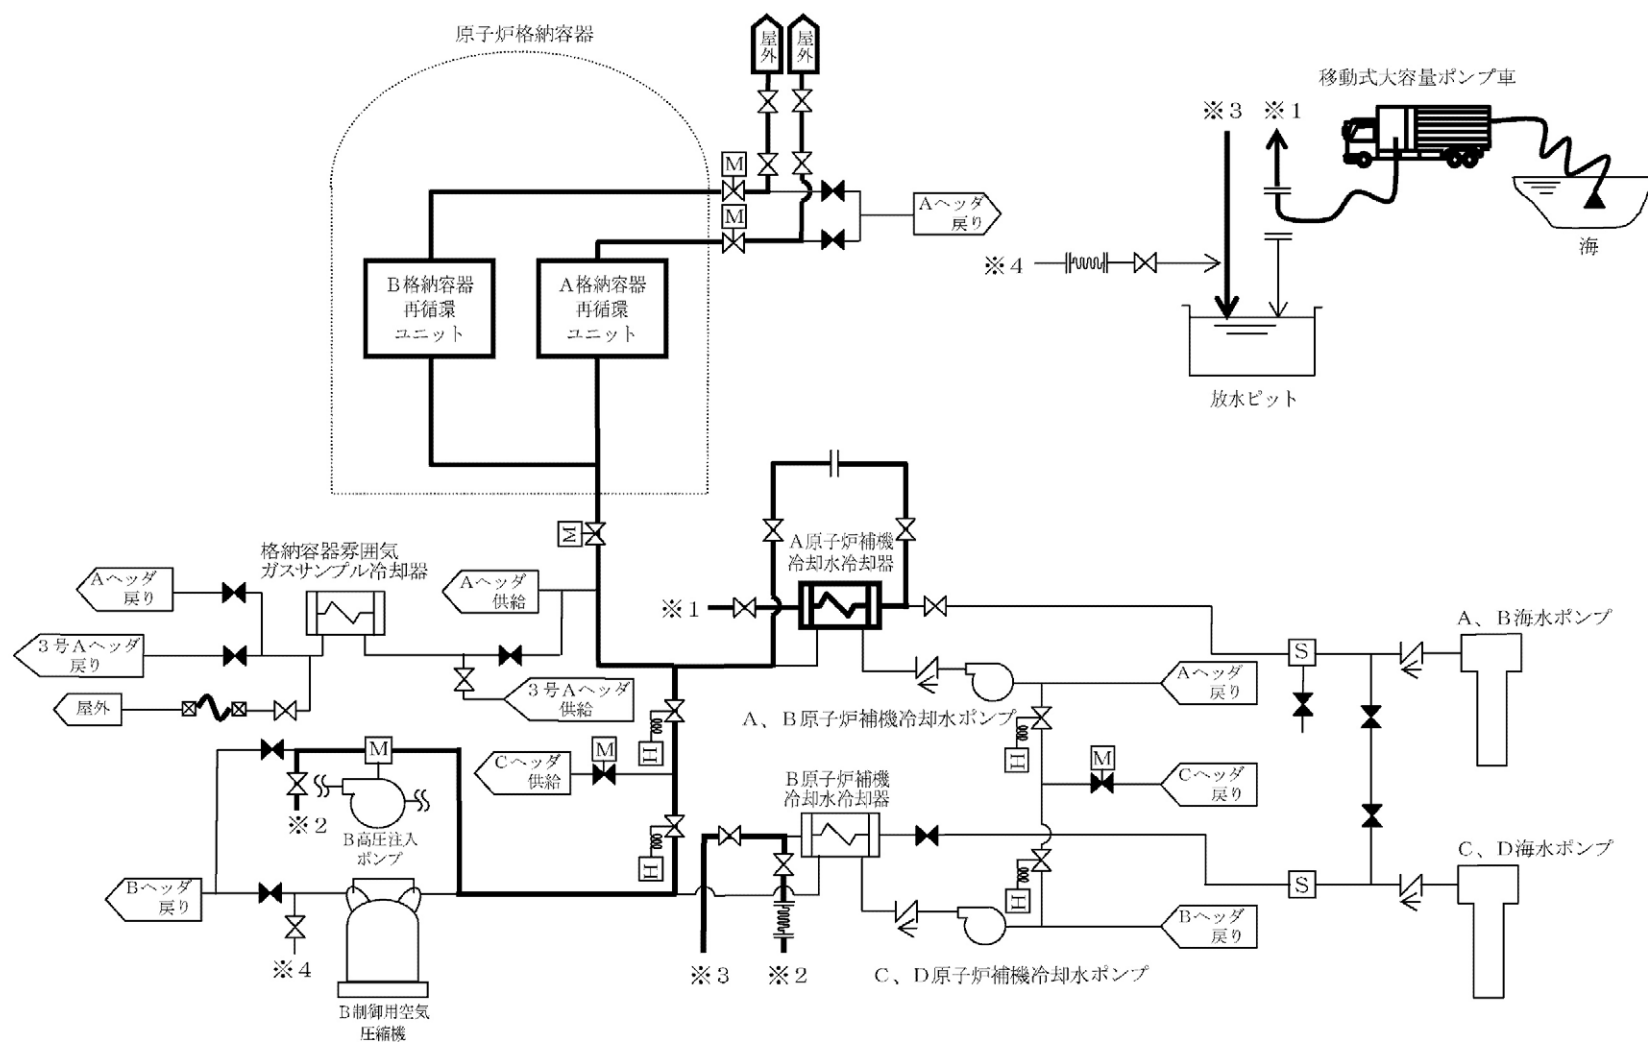 原子炉格納容器
屋外
屋外
移動式大容量ポンプ車
※3
※1
M
M
Aヘッダ
戻り
海
※4
B格納容器
再循環
ユニット
A格納容器
再循環
ユニット
放水ピット
M
格納容器雰囲気
ガスサンプル冷却器
A原子炉補機
冷却水冷却器
Aヘッダ
戻り
Aヘッダ
供給
※1
A、B海水ポンプ
3号Aヘッダ
戻り
S
3号Aヘッダ
供給
Aヘッダ
戻り
屋外
A、B原子炉補機冷却水ポンプ
H
H
M
Cヘッダ
供給
M
M
Cヘッダ
戻り
B原子炉補機
冷却水冷却器
※2
B高圧注入
ポンプ
H
H
C、D海水ポンプ
Bヘッダ
戻り
S
Bヘッダ
戻り
※4
※3
※2
C、D原子炉補機冷却水ポンプ
B制御用空気
圧縮機